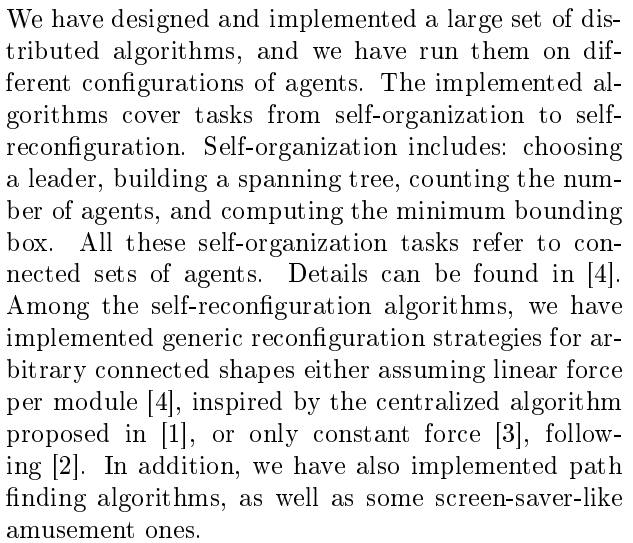 We have designed and implemented a large set of dis-
tributed algorithms, and we have run them on dif-
ferent configurations of agents. The implemented al-
gorithms cover tasks from self-organization to self-
reconfiguration. Self-organization includes: choosing
a leader, building a spanning tree, counting the num-
ber of agents, and computing the minimum bounding
box. All these self-organization tasks refer to con-
nected sets of agents. Details can be found in [4].
Among the self-reconfiguration algorithms, we have
implemented generic reconfiguration strategies for ar-
bitrary connected shapes either assuming linear force
per module [4], inspired by the centralized algorithm
proposed in [1], or only constant force [3], follow-
ing [2]. In addition, we have also implemented path
finding algorithms, as well as some screen-saver-like
amusement ones.